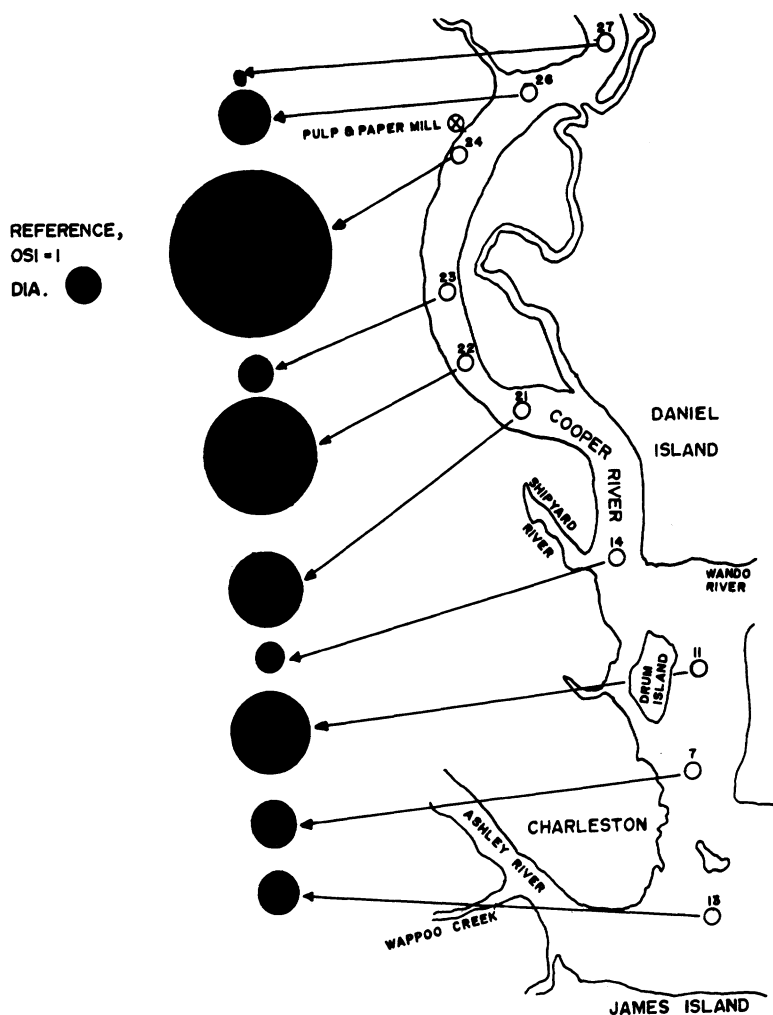 27
26
PULP & PAPER MILL
24
REFERENCE,
OSI = 1
DIA.
23
22
21
COOPER RIVER
DANIEL
ISLAND
SHIPYARD
RIVER
14
WANDO
RIVER
11
DRUM
ISLAND
7
CHARLESTON
ASHLEY RIVER
13
WAPPOO CREEK
JAMES ISLAND